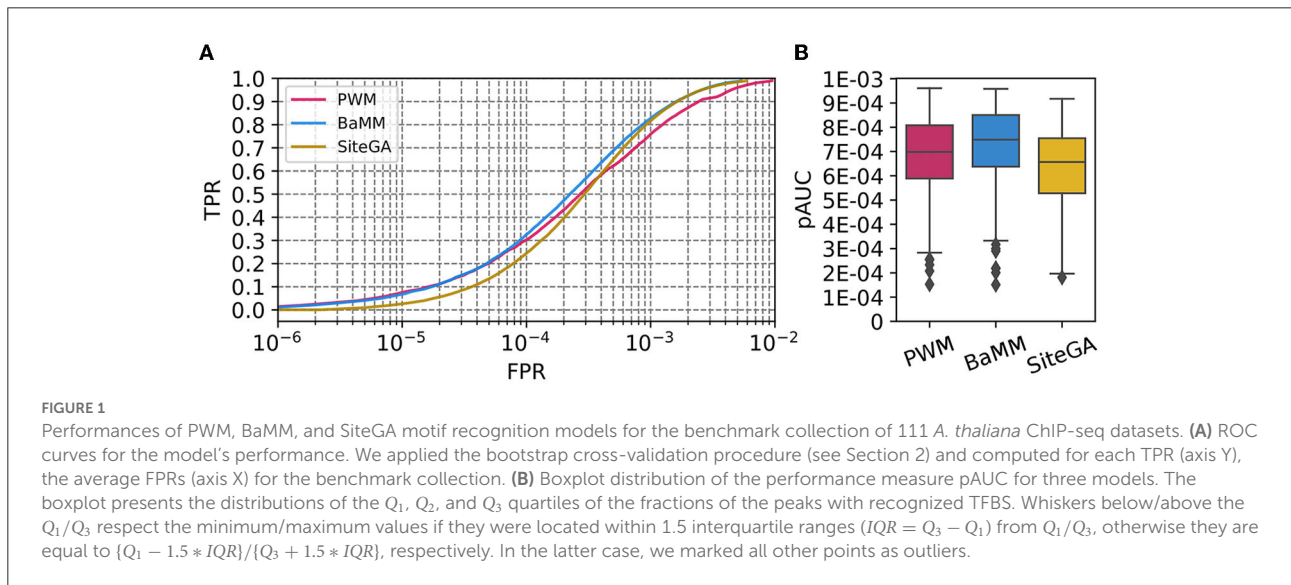 A
B
1.0
0.9
0.8
0.7
0.6
0.5
0.4
0.3
0.2
0.1
0.0
TPR
PWM
BaMM
SiteGA
10⁻⁶
10⁻⁵
10⁻⁴
10⁻³
10⁻²
FPR
1E-03
9E-04
8E-04
7E-04
6E-04
5E-04
4E-04
3E-04
2E-04
1E-04
0
pAUC
PWM
BaMM
SiteGA
FIGURE 1
Performances of PWM, BaMM, and SiteGA motif recognition models for the benchmark collection of 111 A. thaliana ChIP-seq datasets. (A) ROC
curves for the model's performance. We applied the bootstrap cross-validation procedure (see Section 2) and computed for each TPR (axis Y),
the average FPRs (axis X) for the benchmark collection. (B) Boxplot distribution of the performance measure pAUC for three models. The
boxplot presents the distributions of the Q₁, Q₂, and Q₃ quartiles of the fractions of the peaks with recognized TFBS. Whiskers below/above the
Q₁/Q₃ respect the minimum/maximum values if they were located within 1.5 interquartile ranges (IQR = Q₃ − Q₁) from Q₁/Q₃, otherwise they are
equal to {Q₁ − 1.5 * IQR}/{Q₃ + 1.5 * IQR}, respectively. In the latter case, we marked all other points as outliers.